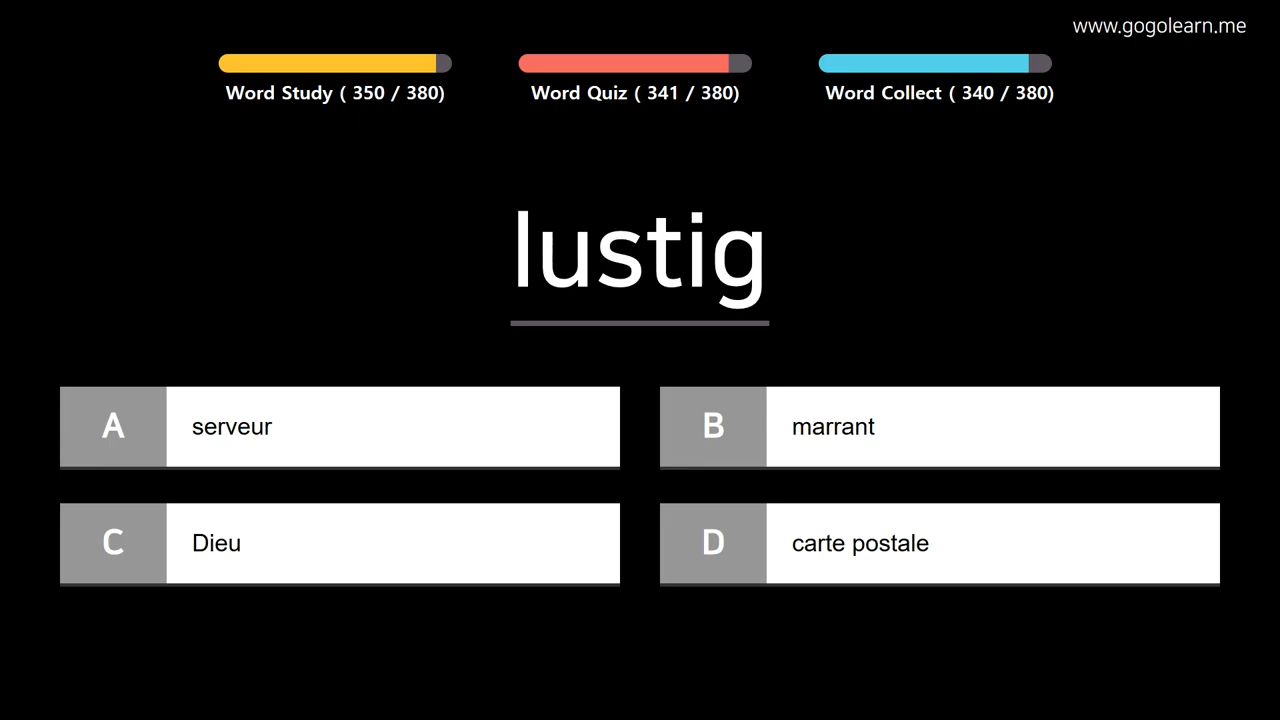 www.gogolearn.me
Word Study ( 350 / 380)
Word Quiz ( 341 / 380)
Word Collect ( 340 / 380)
lustig
A serveur
B marrant
C Dieu
D carte postale